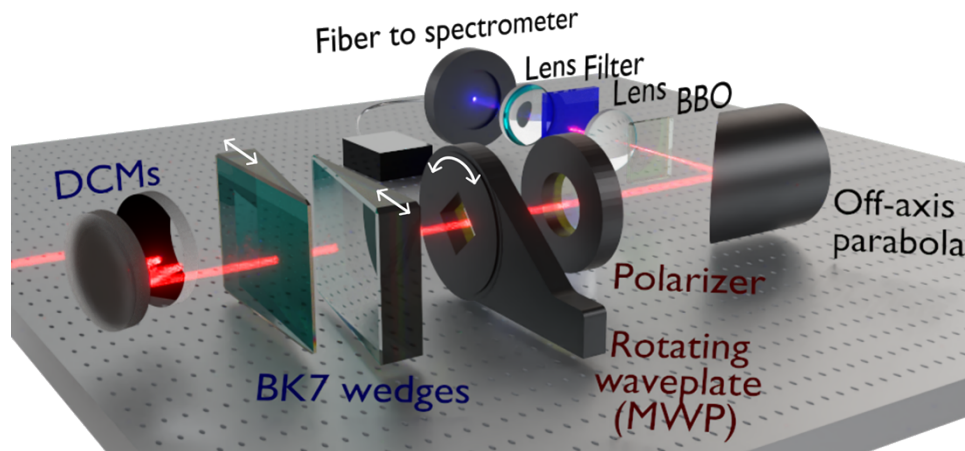 Fiber to spectrometer
Lens Filter
Lens BBO
DCMs
Off-axis
parabola
Polarizer
BK7 wedges
Rotating
waveplate
(MWP)